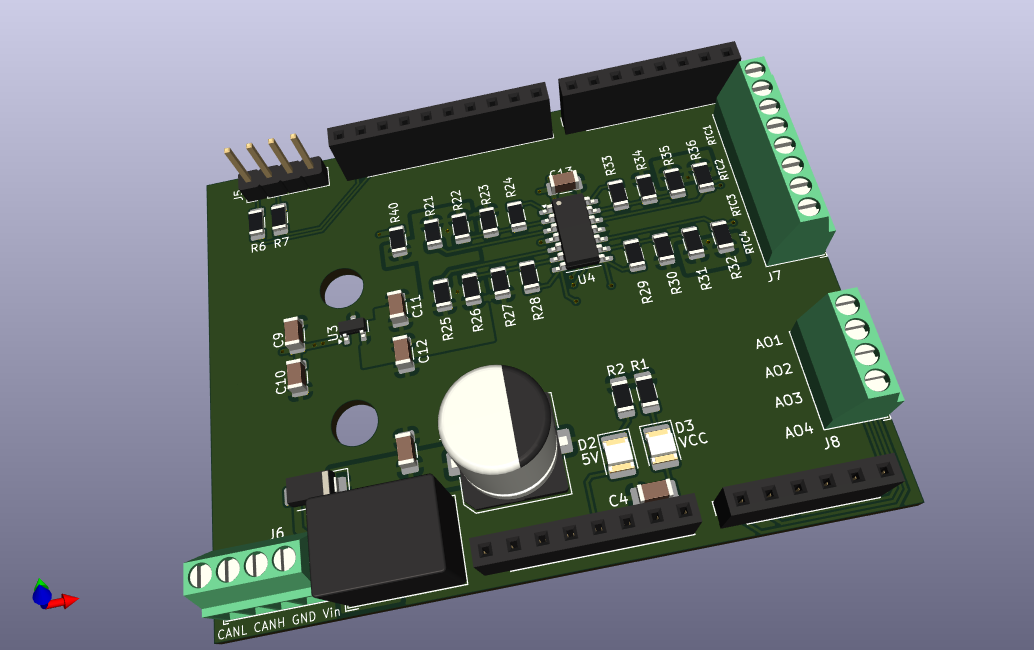 J5
R6 R7
R40
R21
R22
R23
R24
C13
R33
R34
R35
R36
RTC1
RTC2
RTC3
RTC4
R25
R26
R27
R28
U4
R29
R30
R31
R32
J7
C9
C10
U3
C11
C12
AO1
AO2
AO3
AO4
J8
R2 R1
D2
5V
D3
VCC
C4
J6
CANL CANH GND Vin